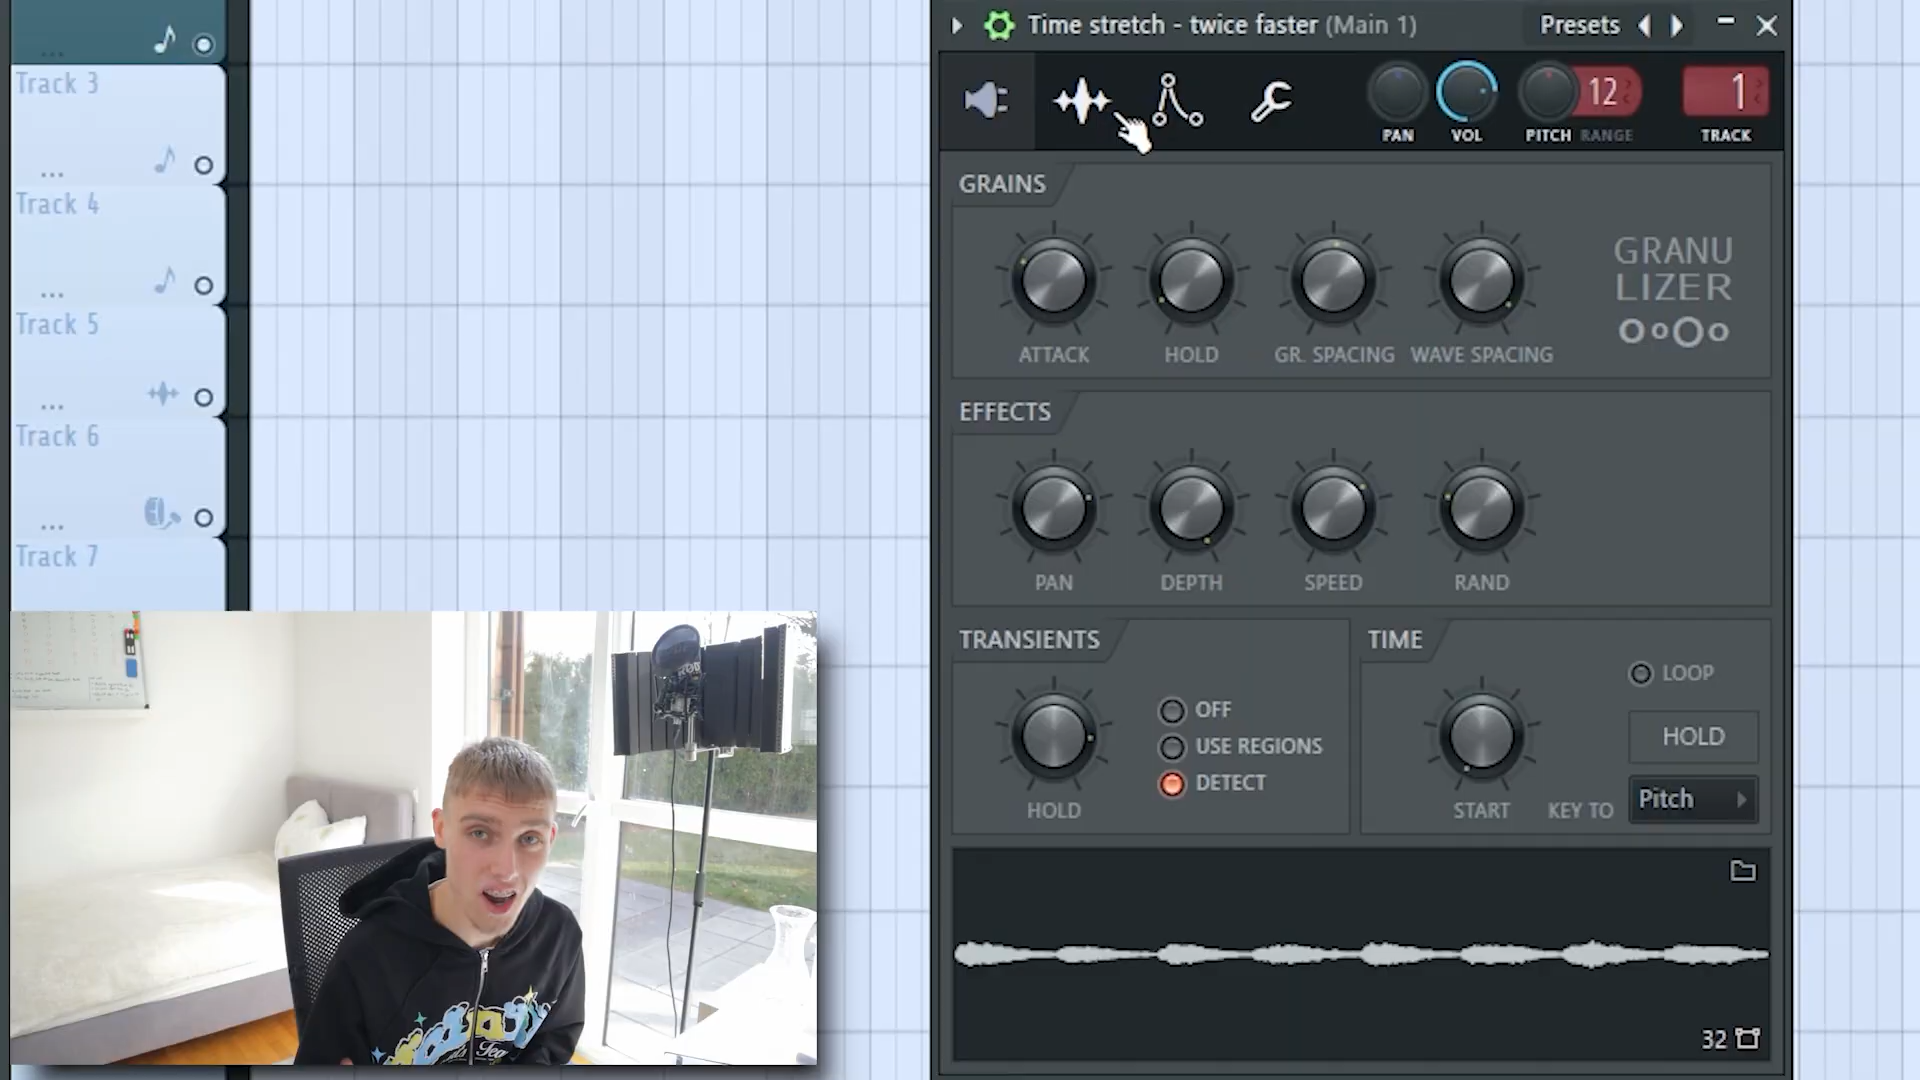 Time stretch - twice faster (Main 1)
Presets
12
1
PAN
VOL
PITCH RANGE
TRACK
Track 3
...
Track 4
...
Track 5
...
Track 6
...
Track 7
GRAINS
ATTACK
HOLD
GR. SPACING
WAVE SPACING
GRANU
LIZER
EFFECTS
PAN
DEPTH
SPEED
RAND
TRANSIENTS
HOLD
OFF
USE REGIONS
DETECT
TIME
START
LOOP
HOLD
KEY TO
Pitch
32